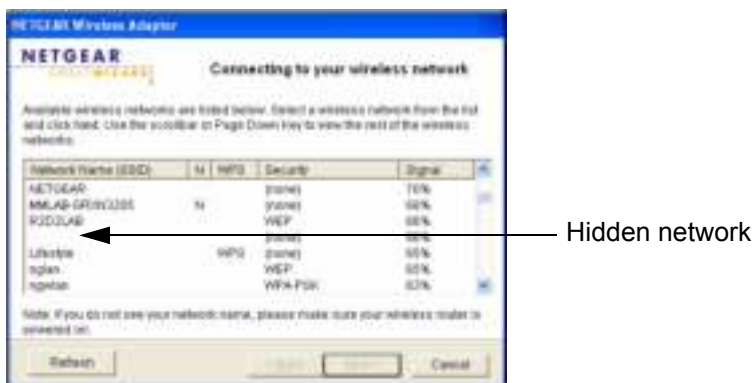 NETGEAR Wireless Adapter
NETGEAR
Connecting to your wireless network
Available wireless networks are listed below. Select a wireless network from the list
and click Next. Use the scrollbar or Page Down key to view the rest of the wireless
networks.
Network Name (SSID) N WPS Security Signal
NETGEAR (none) 70%
N (none)
R2D2LAB WEP
(none)
Lifestyle WPS (none)
WEP
WPA-PSK
Note: If you do not see your network name, please make sure your wireless router is
powered on.
Refresh Cancel
Hidden network